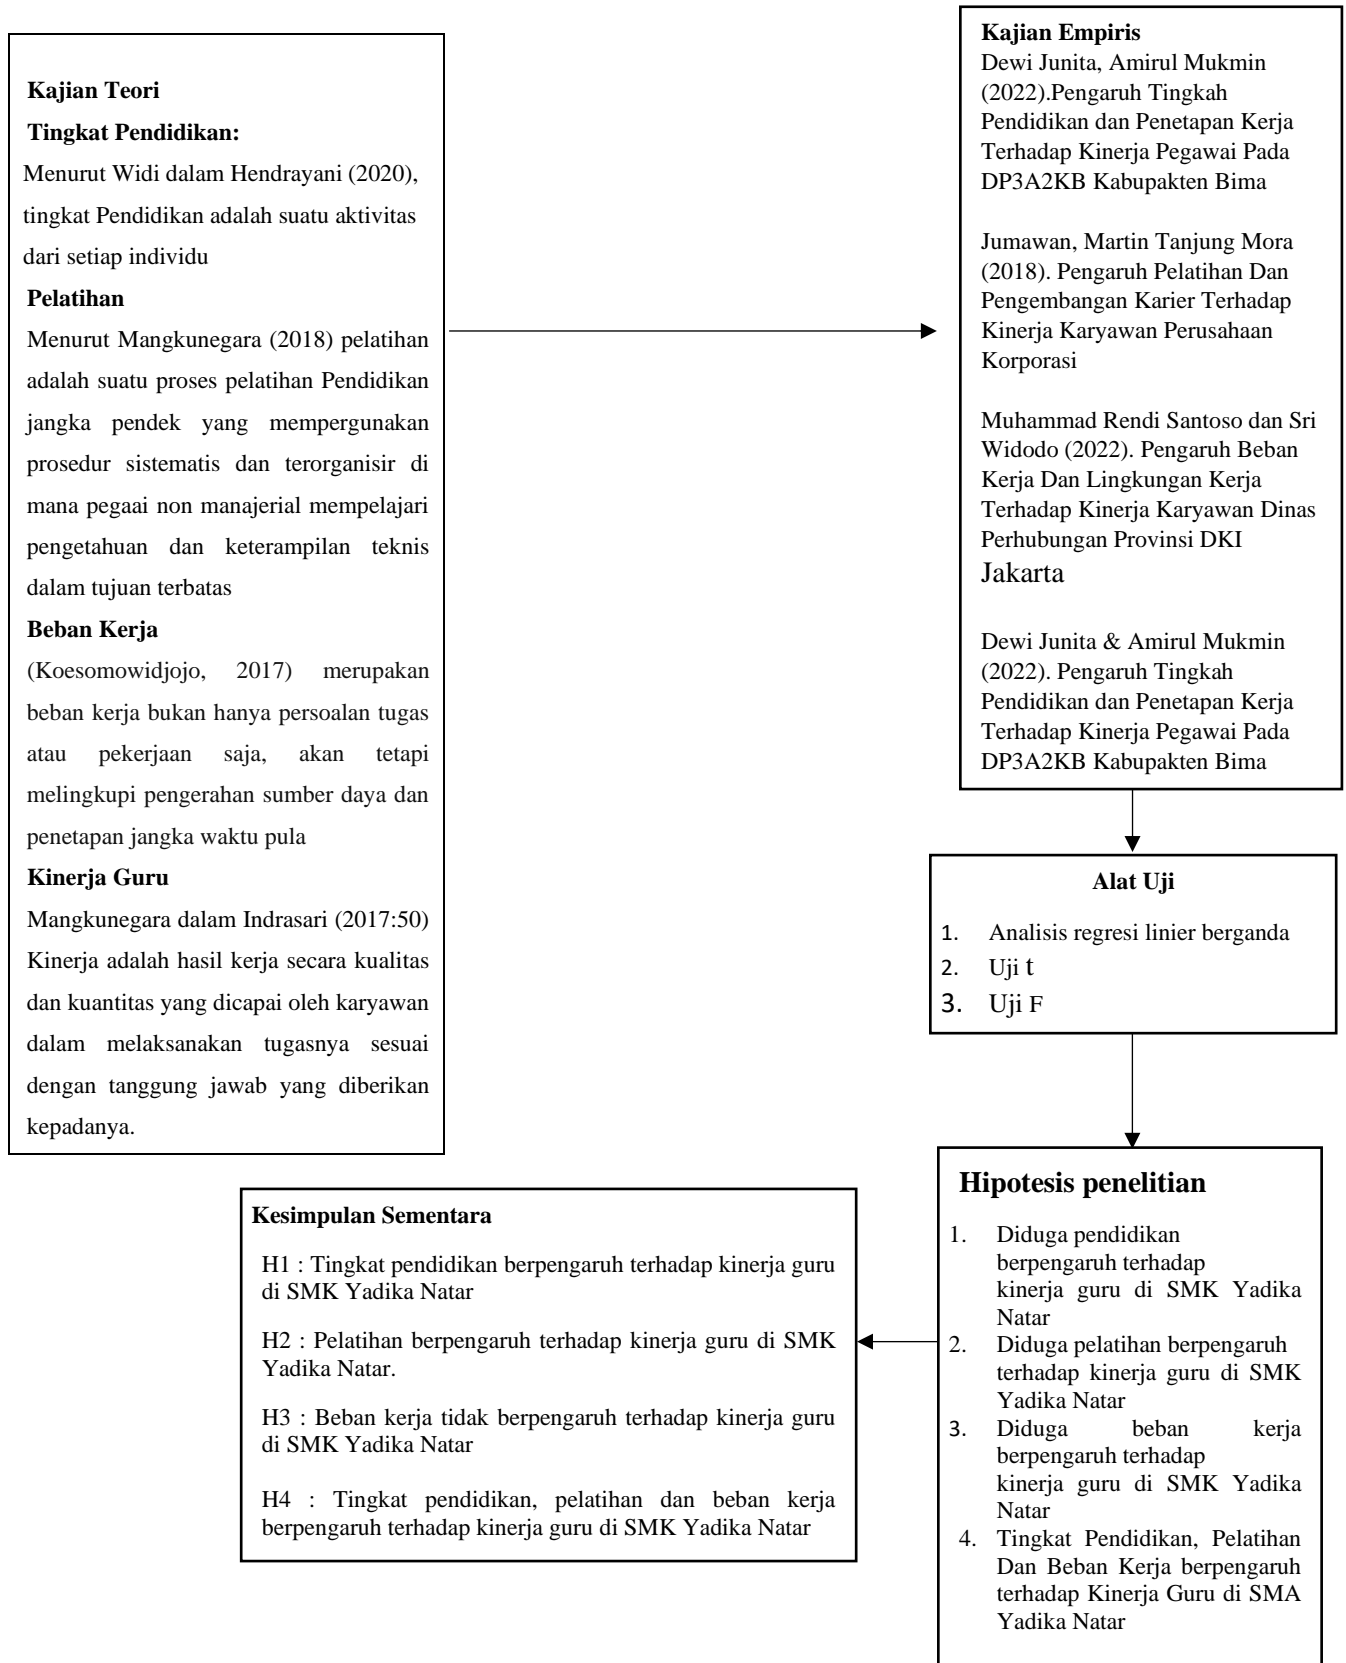 Kajian Teori
Tingkat Pendidikan:
Menurut Widi dalam Hendrayani (2020),
tingkat Pendidikan adalah suatu aktivitas
dari setiap individu
Pelatihan
Menurut Mangkunegara (2018) pelatihan
adalah suatu proses pelatihan Pendidikan
jangka pendek yang mempergunakan
prosedur sistematis dan terorganisir di
mana pegaai non manajerial mempelajari
pengetahuan dan keterampilan teknis
dalam tujuan terbatas
Beban Kerja
(Koesomowidjojo, 2017) merupakan
beban kerja bukan hanya persoalan tugas
atau pekerjaan saja, akan tetapi
melingkupi pengerahan sumber daya dan
penetapan jangka waktu pula
Kinerja Guru
Mangkunegara dalam Indrasari (2017:50)
Kinerja adalah hasil kerja secara kualitas
dan kuantitas yang dicapai oleh karyawan
dalam melaksanakan tugasnya sesuai
dengan tanggung jawab yang diberikan
kepadanya.
Kajian Empiris
Dewi Junita, Amirul Mukmin
(2022).Pengaruh Tingkah
Pendidikan dan Penetapan Kerja
Terhadap Kinerja Pegawai Pada
DP3A2KB Kabupakten Bima
Jumawan, Martin Tanjung Mora
(2018). Pengaruh Pelatihan Dan
Pengembangan Karier Terhadap
Kinerja Karyawan Perusahaan
Korporasi
Muhammad Rendi Santoso dan Sri
Widodo (2022). Pengaruh Beban
Kerja Dan Lingkungan Kerja
Terhadap Kinerja Karyawan Dinas
Perhubungan Provinsi DKI
Jakarta
Dewi Junita & Amirul Mukmin
(2022). Pengaruh Tingkah
Pendidikan dan Penetapan Kerja
Terhadap Kinerja Pegawai Pada
DP3A2KB Kabupakten Bima
Alat Uji
1. Analisis regresi linier berganda
2. Uji t
3. Uji F
Hipotesis penelitian
1. Diduga pendidikan
berpengaruh terhadap
kinerja guru di SMK Yadika
Natar
2. Diduga pelatihan berpengaruh
terhadap kinerja guru di SMK
Yadika Natar
3. Diduga beban kerja
berpengaruh terhadap
kinerja guru di SMK Yadika
Natar
4. Tingkat Pendidikan, Pelatihan
Dan Beban Kerja berpengaruh
terhadap Kinerja Guru di SMA
Yadika Natar
Kesimpulan Sementara
H1 : Tingkat pendidikan berpengaruh terhadap kinerja guru
di SMK Yadika Natar
H2 : Pelatihan berpengaruh terhadap kinerja guru di SMK
Yadika Natar.
H3 : Beban kerja tidak berpengaruh terhadap kinerja guru
di SMK Yadika Natar
H4 : Tingkat pendidikan, pelatihan dan beban kerja
berpengaruh terhadap kinerja guru di SMK Yadika Natar